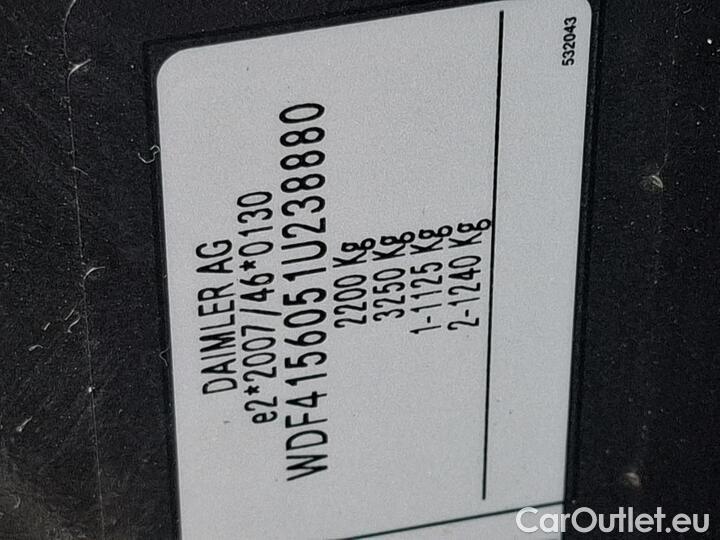 DAIMLER AG
e2*2007/46*0130
WDF4156051U238880
2200 Kg
3250 Kg
1-1125 Kg
2-1240 Kg
532043
CarOutlet.eu